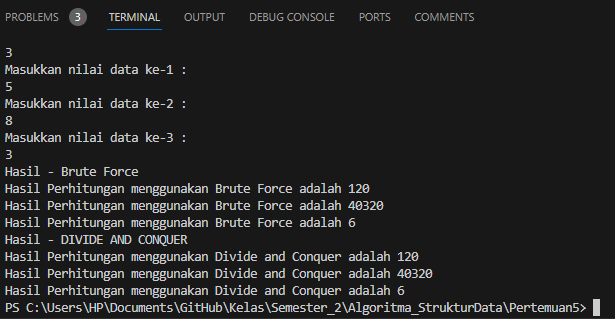 PROBLEMS 3 TERMINAL OUTPUT DEBUG CONSOLE PORTS COMMENTS
3
Masukkan nilai data ke-1 :
5
Masukkan nilai data ke-2 :
8
Masukkan nilai data ke-3 :
3
Hasil - Brute Force
Hasil Perhitungan menggunakan Brute Force adalah 120
Hasil Perhitungan menggunakan Brute Force adalah 40320
Hasil Perhitungan menggunakan Brute Force adalah 6
Hasil - DIVIDE AND CONQUER
Hasil Perhitungan menggunakan Divide and Conquer adalah 120
Hasil Perhitungan menggunakan Divide and Conquer adalah 40320
Hasil Perhitungan menggunakan Divide and Conquer adalah 6
PS C:\Users\HP\Documents\GitHub\Kelas\Semester_2\Algoritma_StrukturData\Pertemuan5>